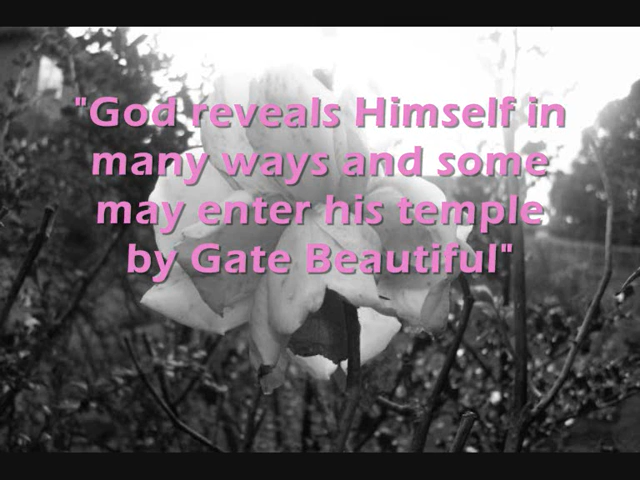 "God reveals Himself in
many ways and some
may enter his temple
by Gate Beautiful"